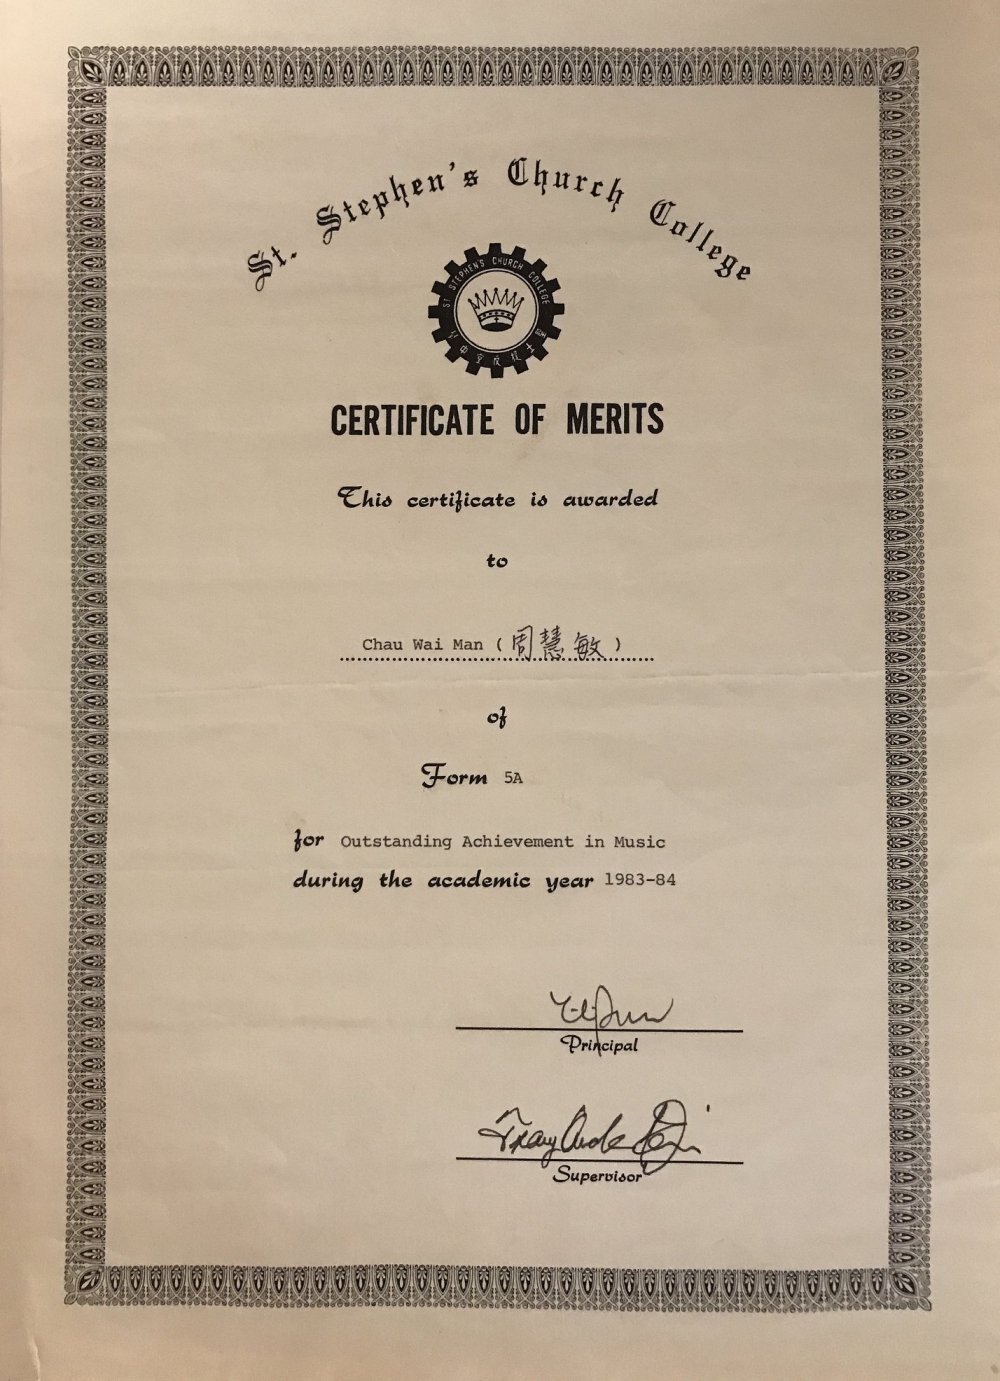 St. Stephen's Church College
ST. STEPHEN'S CHURCH COLLEGE
CERTIFICATE OF MERITS
This certificate is awarded
to
Chau Wai Man (周慧敏)
of
Form 5A
for Outstanding Achievement in Music
during the academic year 1983-84
Principal
Supervisor